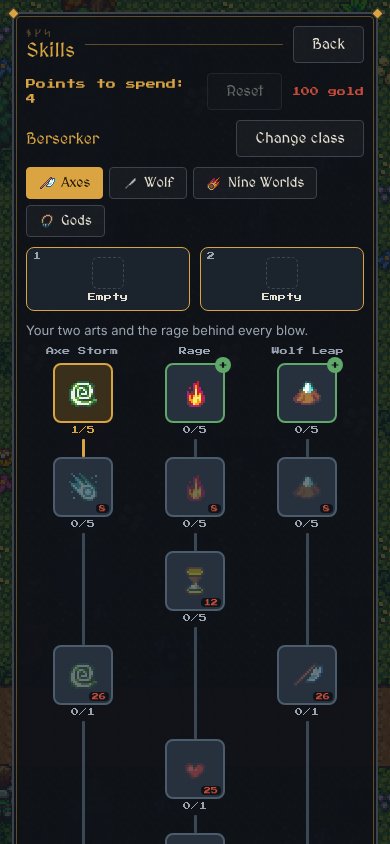 ᚬᚹᛋ
Skills
Back
Points to spend:
4
Reset
100 gold
Berserker
Change class
Axes
Wolf
Nine Worlds
Gods
1
Empty
2
Empty
Your two arts and the rage behind every blow.
Axe Storm
Rage
Wolf Leap
+
+
1/5
0/5
0/5
8
8
8
0/5
0/5
0/5
12
0/5
26
26
0/1
0/1
25
0/1